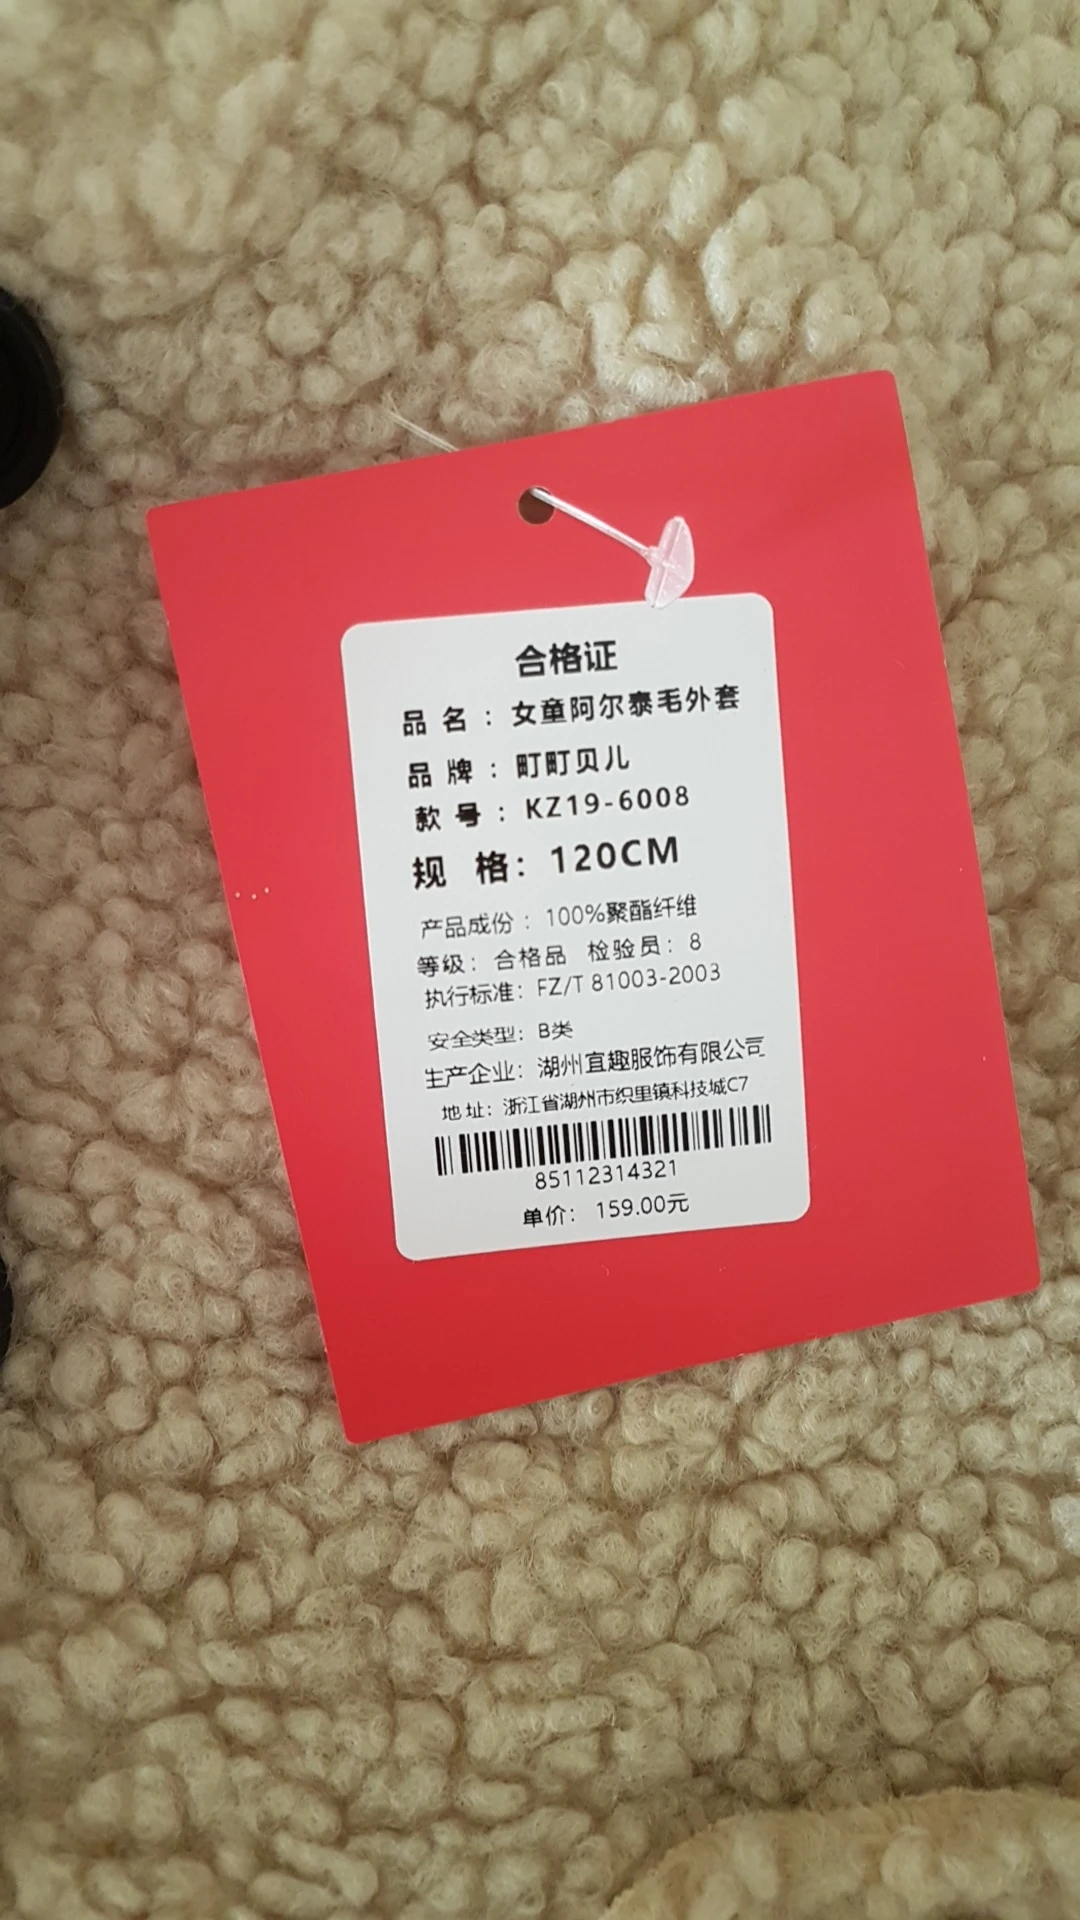 合格证
品 名 : 女童阿尔泰毛外套
品 牌 : 町町贝儿
款 号 : KZ19-6008
规 格: 120CM
产品成份 : 100%聚酯纤维
等级: 合格品 检验员: 8
执行标准: FZ/T 81003-2003
安全类型: B类
生产企业: 湖州宜趣服饰有限公司
地 址: 浙江省湖州市织里镇科技城C7
85112314321
单价: 159.00元